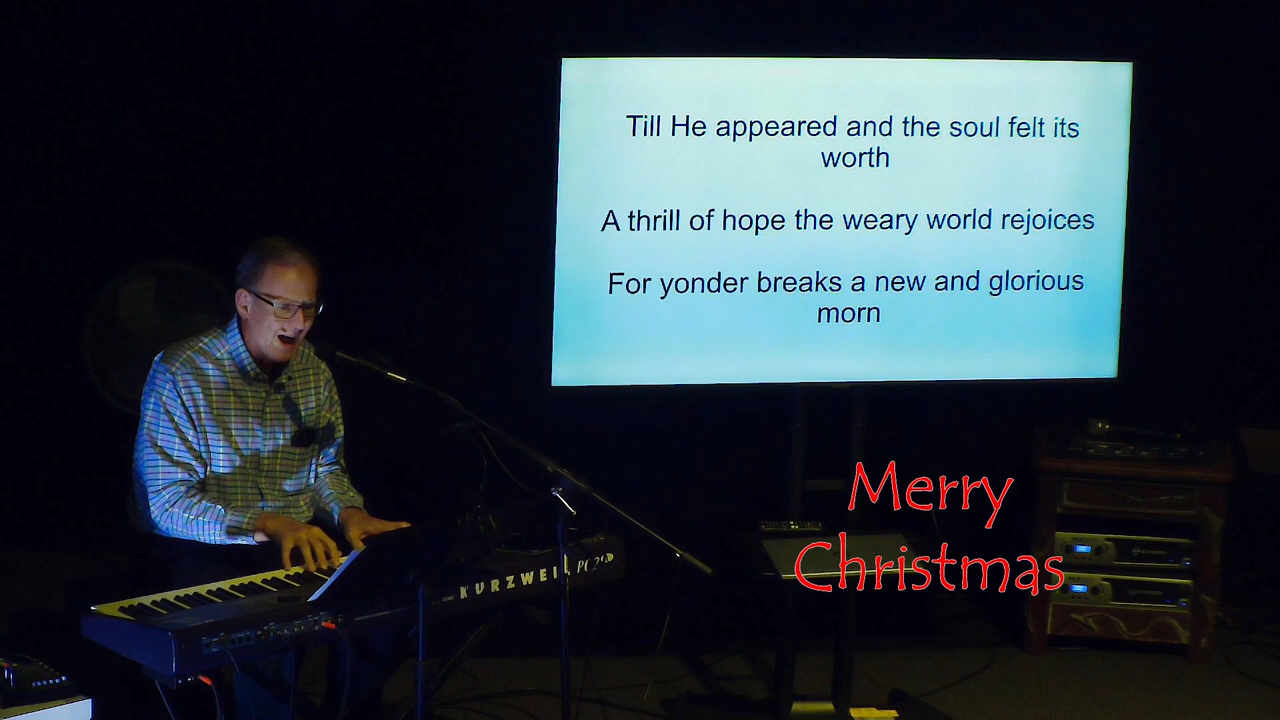 Till He appeared and the soul felt its
worth
A thrill of hope the weary world rejoices
For yonder breaks a new and glorious
morn
Merry
Christmas
KURZWEIL PC2